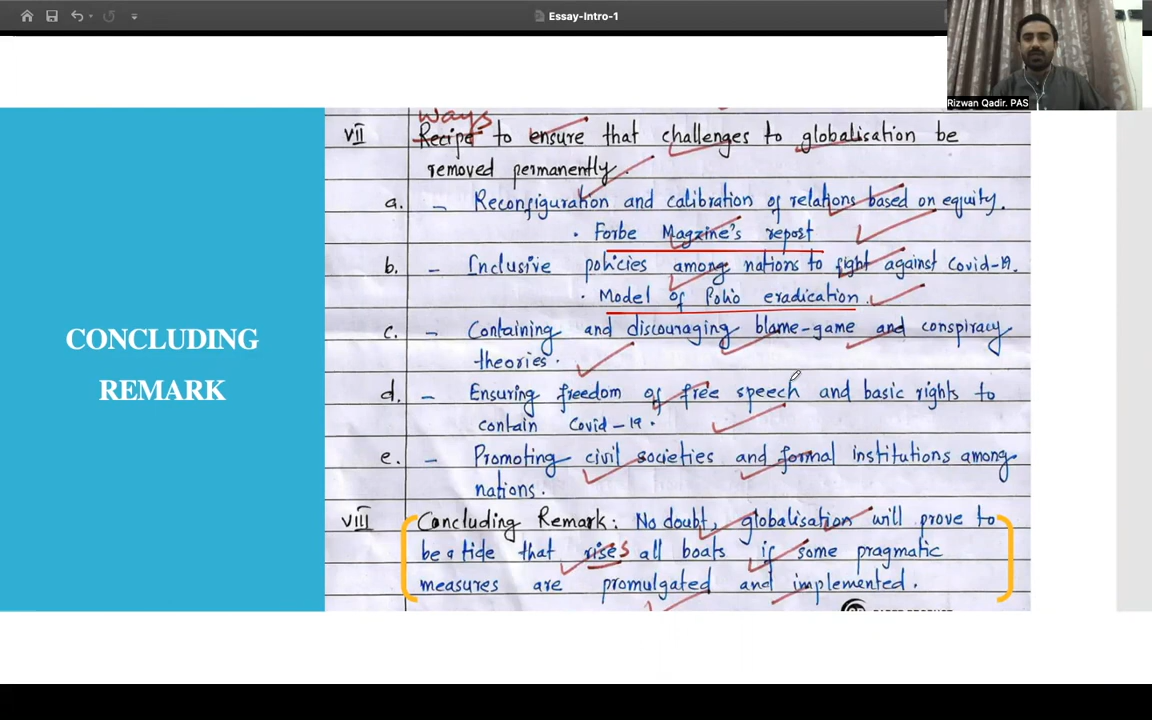 Essay-Intro-1
Rizwan Qadir. PAS
CONCLUDING
REMARK
Ways
VII Recipe to ensure that challenges to globalisation be
removed permanently.
a. - Reconfiguration and calibration of relations based on equity.
· Forbe Magzine's report
b. - Inclusive policies among nations to fight against Covid-19.
· Model of Polio eradication.
c. - Containing and discouraging blame-game and conspiracy
theories.
d. - Ensuring freedom of free speech and basic rights to
contain Covid-19.
e. - Promoting civil societies and formal institutions among
nations.
VIII Concluding Remark: No doubt, globalisation will prove to
be a tide that rises all boats if some pragmatic
measures are promulgated and implemented.